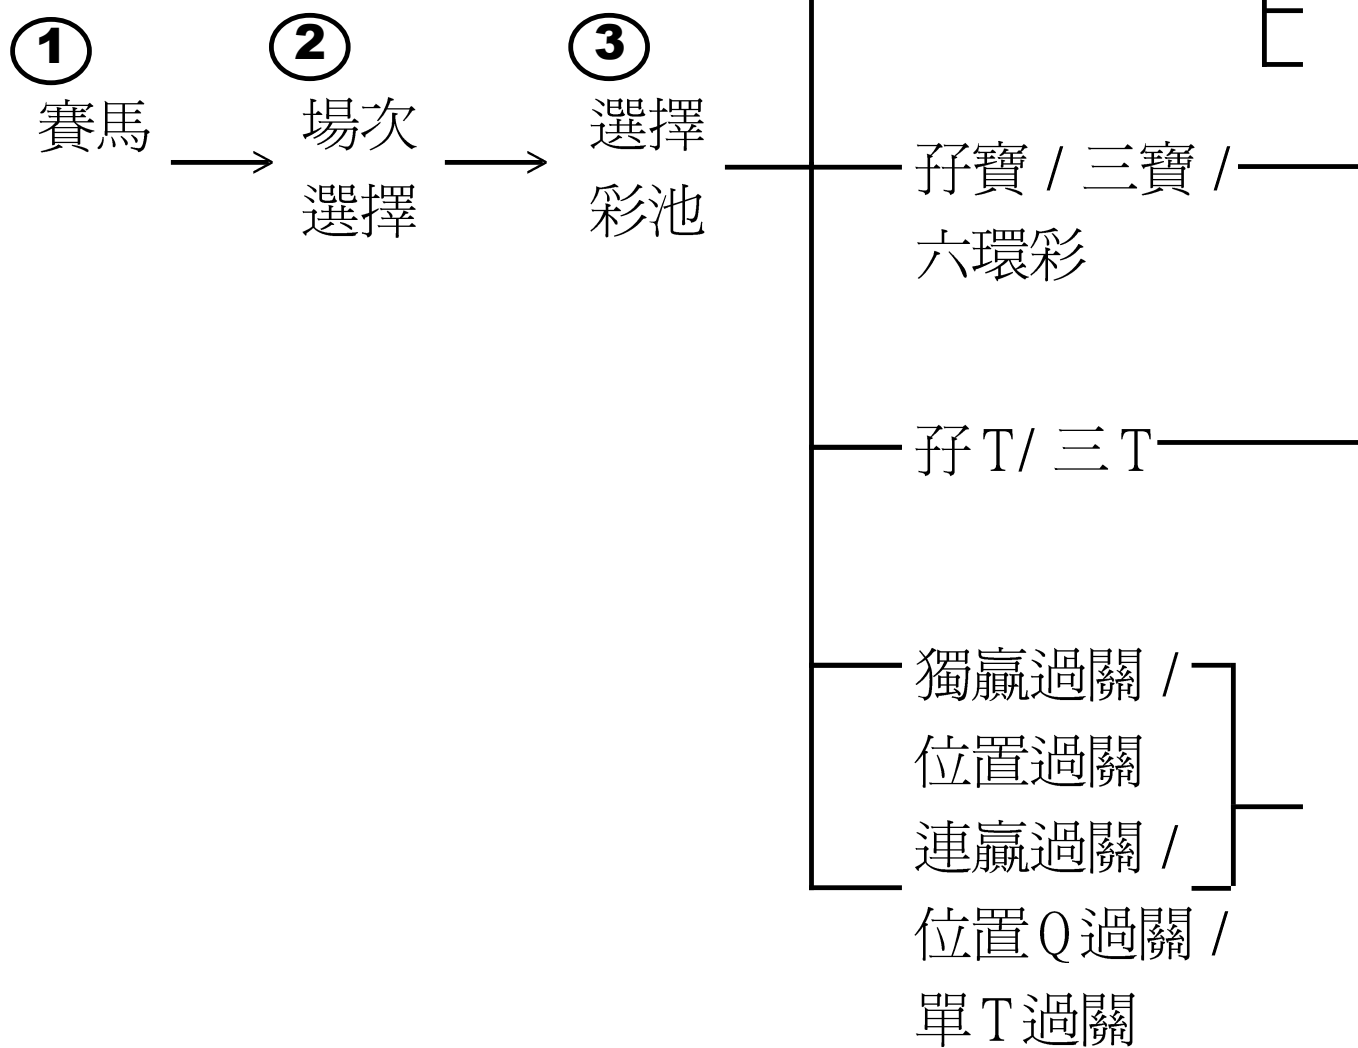 1
賽馬
2
場次
選擇
3
選擇
彩池
孖寶 / 三寶 /
六環彩
孖T/ 三T
獨贏過關 /
位置過關
連贏過關 /
位置Q過關 /
單T過關